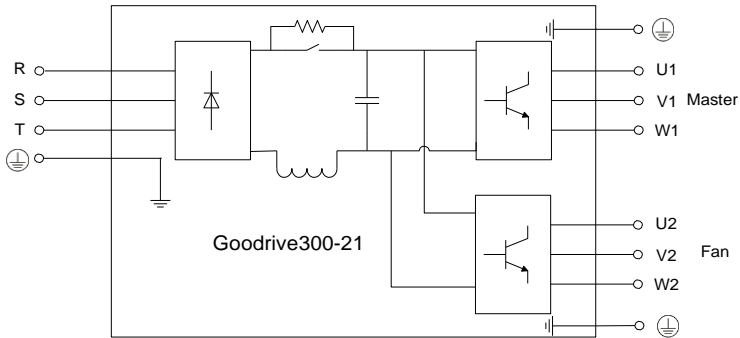 R
S
T
U1
V1 Master
W1
Goodrive300-21
U2
V2 Fan
W2